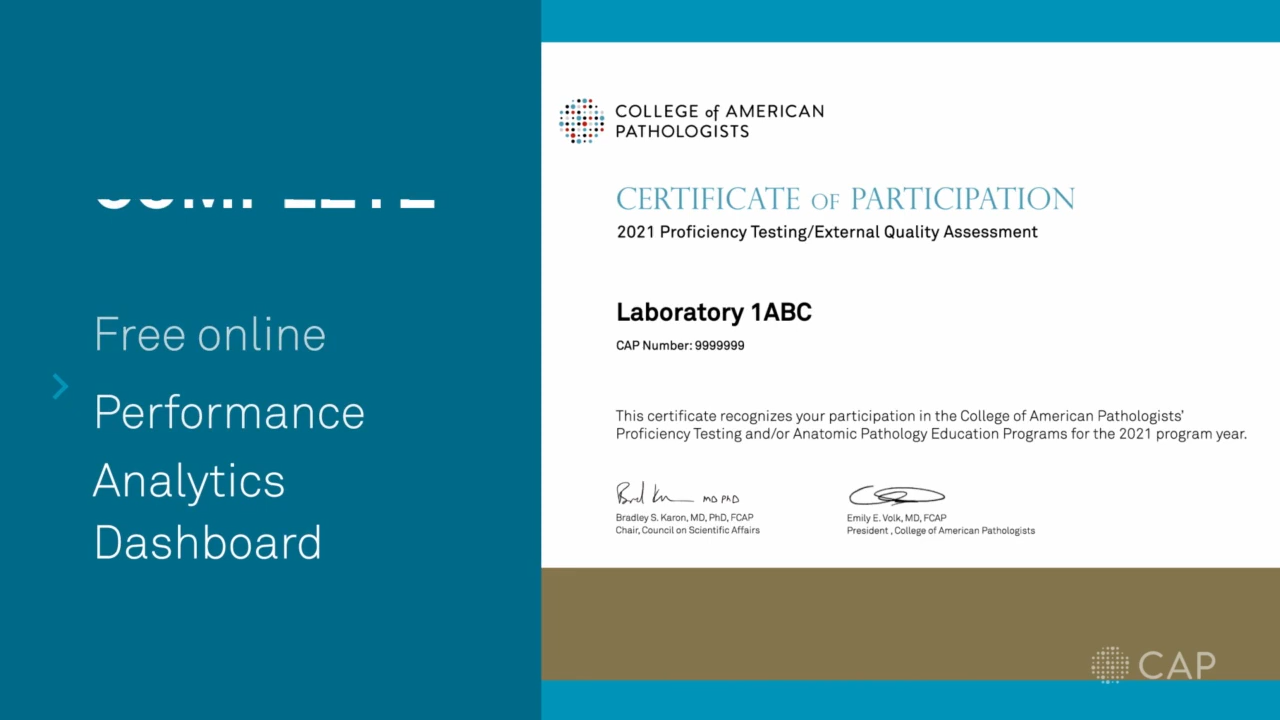 Free online
Performance
Analytics
Dashboard
COLLEGE of AMERICAN
PATHOLOGISTS
CERTIFICATE OF PARTICIPATION
2021 Proficiency Testing/External Quality Assessment
Laboratory 1ABC
CAP Number: 9999999
This certificate recognizes your participation in the College of American Pathologists'
Proficiency Testing and/or Anatomic Pathology Education Programs for the 2021 program year.
MD PhD
Bradley S. Karon, MD, PhD, FCAP
Chair, Council on Scientific Affairs
Emily E. Volk, MD, FCAP
President , College of American Pathologists
CAP